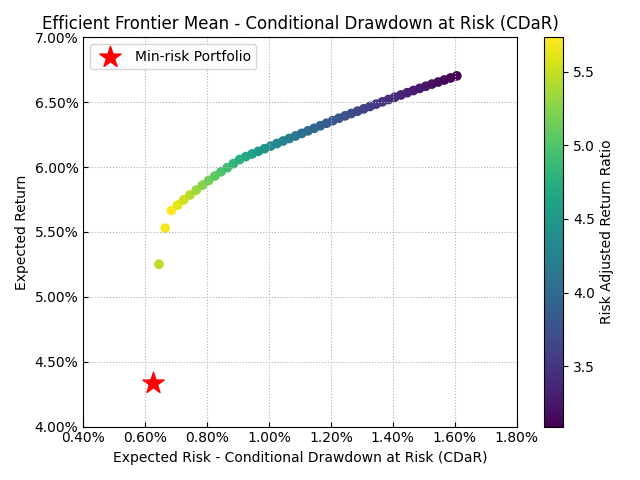 Efficient Frontier Mean - Conditional Drawdown at Risk (CDaR)
Min-risk Portfolio
7.00%
6.50%
6.00%
5.50%
5.00%
4.50%
4.00%
Expected Return
0.40% 0.60% 0.80% 1.00% 1.20% 1.40% 1.60% 1.80%
Expected Risk - Conditional Drawdown at Risk (CDaR)
5.5
5.0
4.5
4.0
3.5
Risk Adjusted Return Ratio